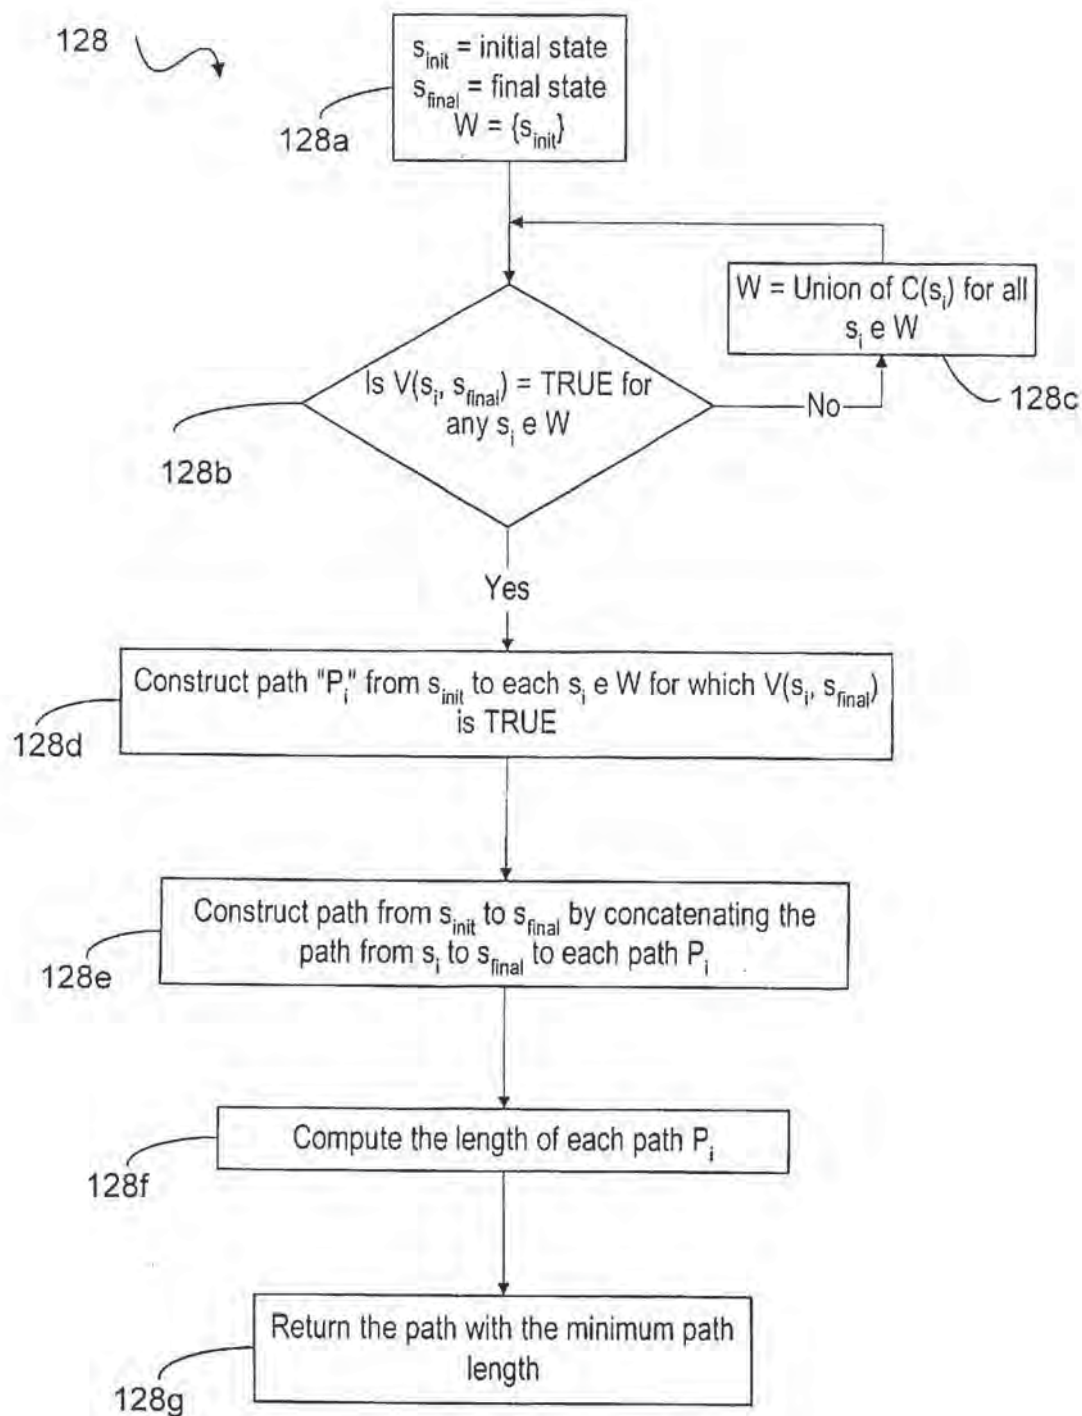 128
s_init = initial state
s_final = final state
W = {s_init}
128a
W = Union of C(s_i) for all
s_i e W
128c
Is V(s_i, s_final) = TRUE for
any s_i e W
No
128b
Yes
Construct path "P_i" from s_init to each s_i e W for which V(s_i, s_final)
is TRUE
128d
Construct path from s_init to s_final by concatenating the
path from s_i to s_final to each path P_i
128e
Compute the length of each path P_i
128f
Return the path with the minimum path
length
128g